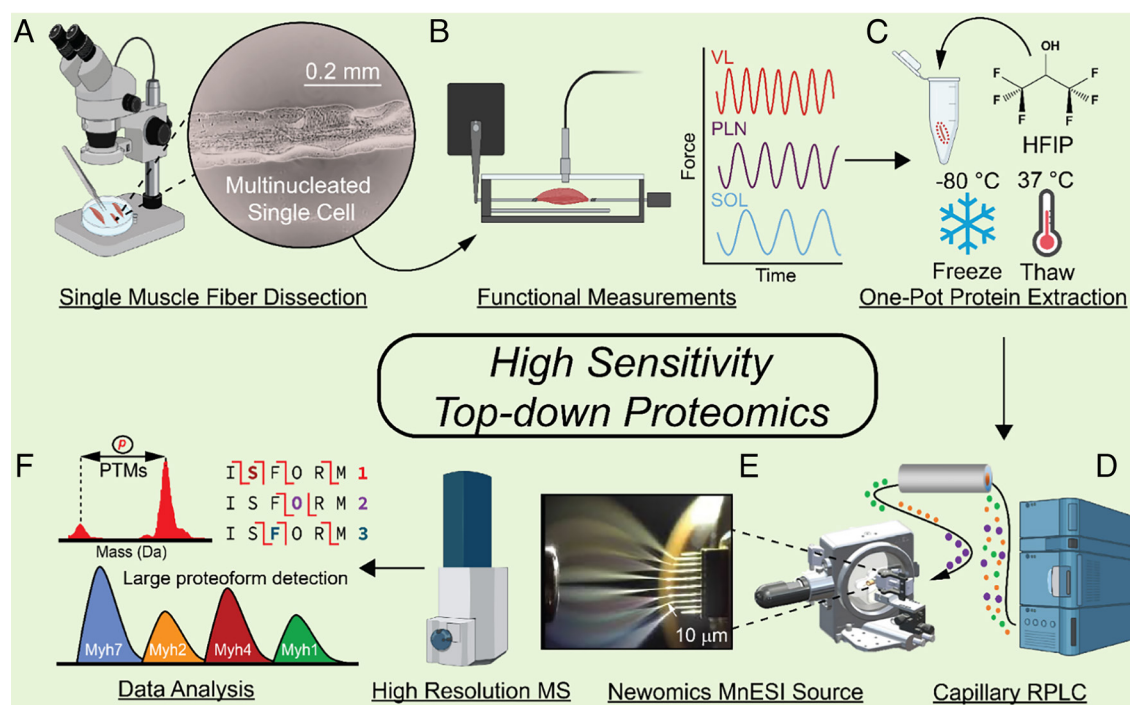 A
0.2 mm
Multinucleated
Single Cell
Single Muscle Fiber Dissection
B
VL
PLN
SOL
Force
Time
Functional Measurements
C
OH
F
F
F
F
F
F
HFIP
-80 °C
37 °C
Freeze
Thaw
One-Pot Protein Extraction
High Sensitivity
Top-down Proteomics
F
p
PTMs
Mass (Da)
I S F O R M 1
I S F O R M 2
I S F O R M 3
Large proteoform detection
Myh7
Myh2
Myh4
Myh1
Data Analysis
High Resolution MS
E
10 µm
Newomics MnESI Source
D
Capillary RPLC